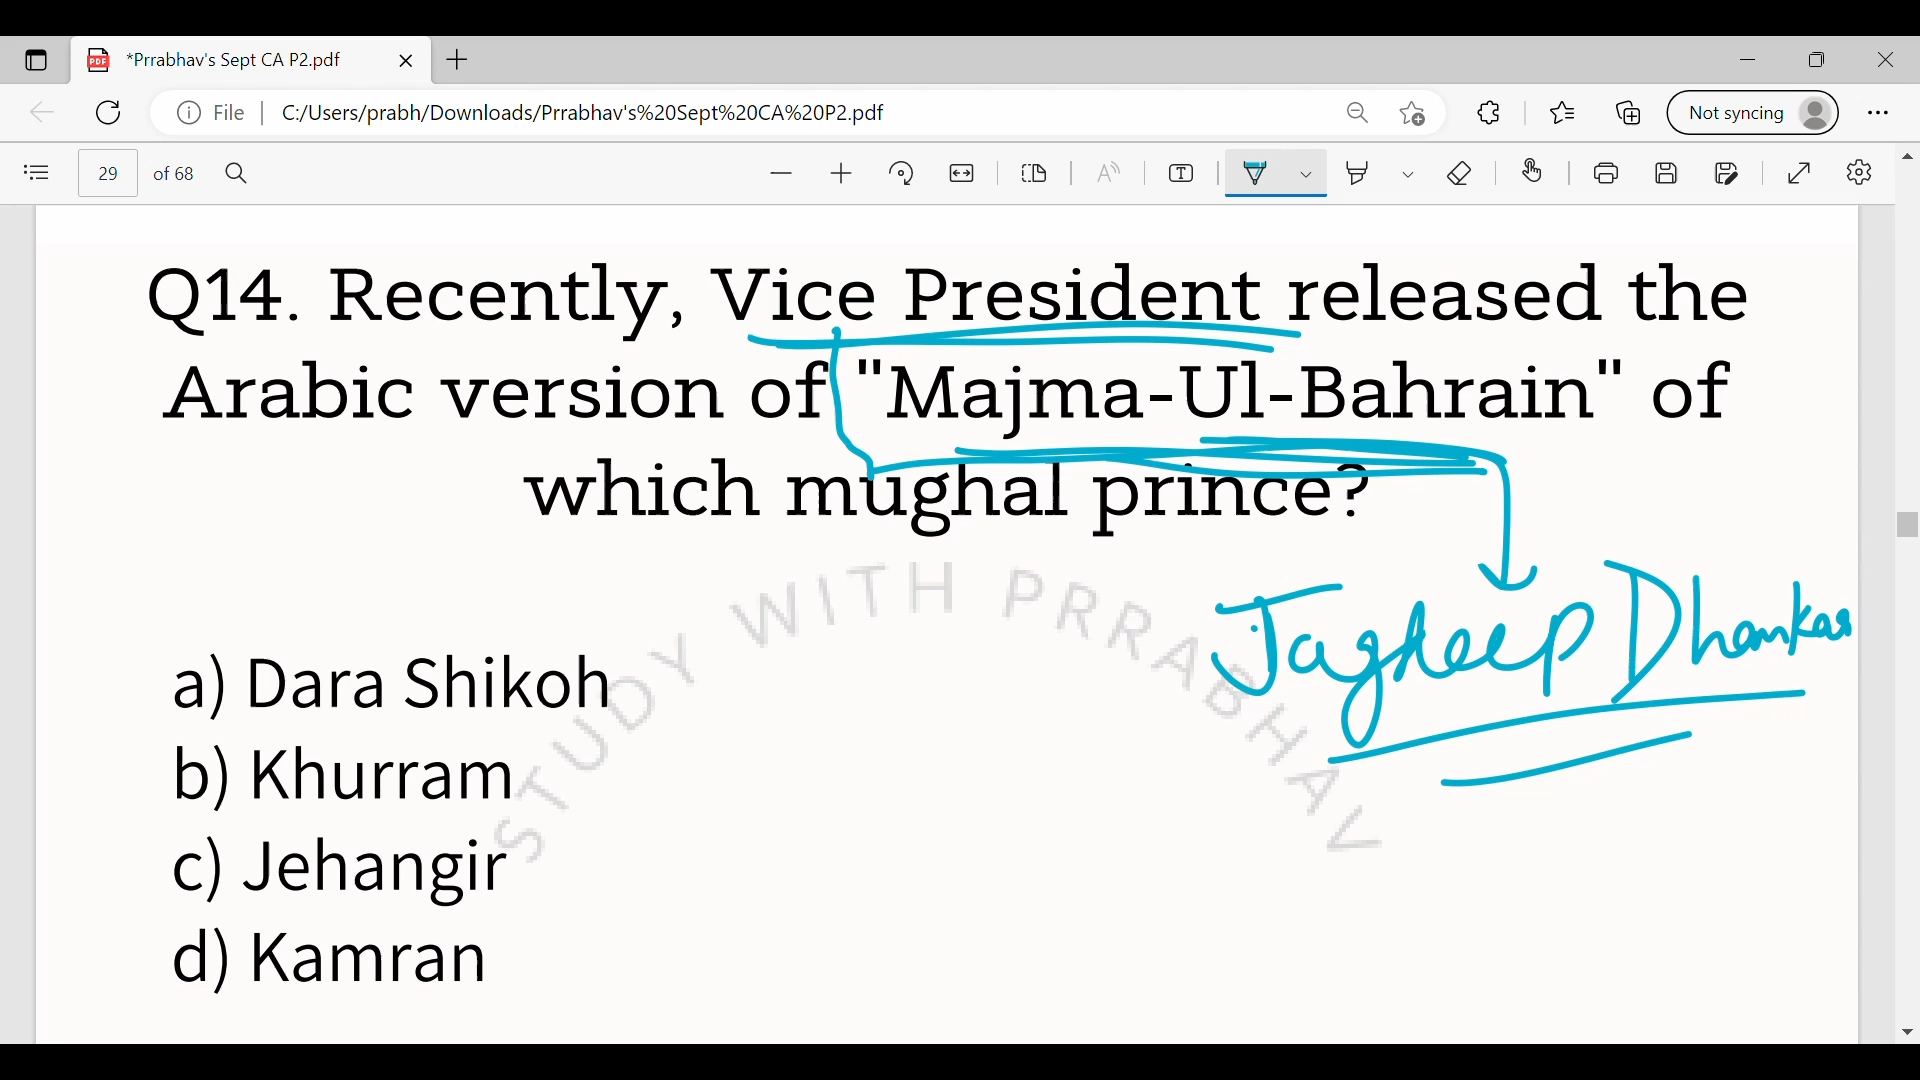 *Prrabhav's Sept CA P2.pdf
File
C:/Users/prabh/Downloads/Prrabhav's%20Sept%20CA%20P2.pdf
Not syncing
29 of 68
Q14. Recently, Vice President released the
Arabic version of "Majma-Ul-Bahrain" of
which mughal prince?
Jagdeep Dhankar
STUDY WITH PRRABHAV
a) Dara Shikoh
b) Khurram
c) Jehangir
d) Kamran